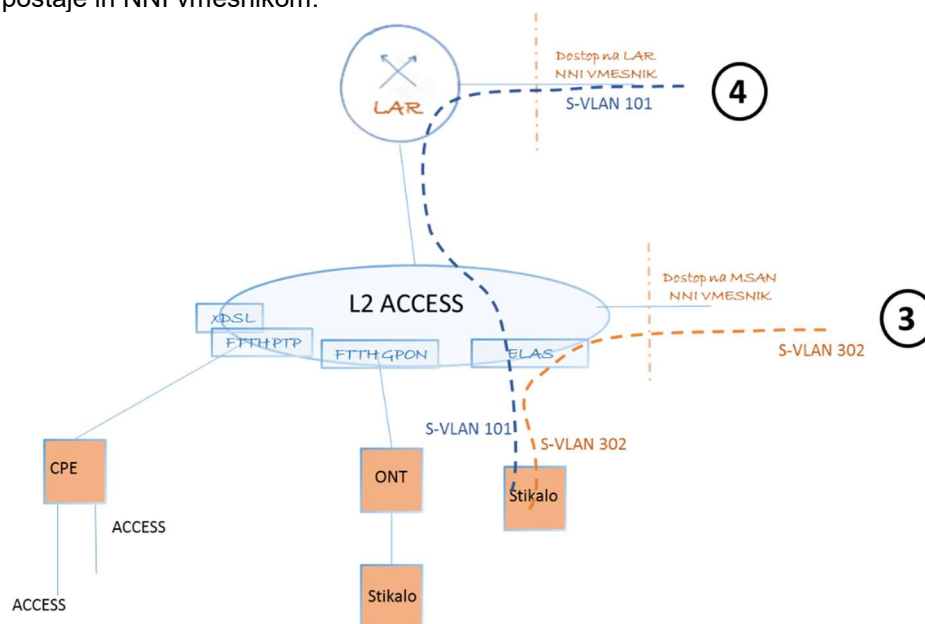 postaje in NNI vmesnikom.
Dostop na LAR
NNI VMESNIK
S-VLAN 101
4
LAR
Dostop na MSAN
NNI VMESNIK
L2 ACCESS
3
xDSL
FTTH PTP
FTTH GPON
ELAS
S-VLAN 302
S-VLAN 101
S-VLAN 302
CPE
ONT
Stikalo
ACCESS
Stikalo
ACCESS